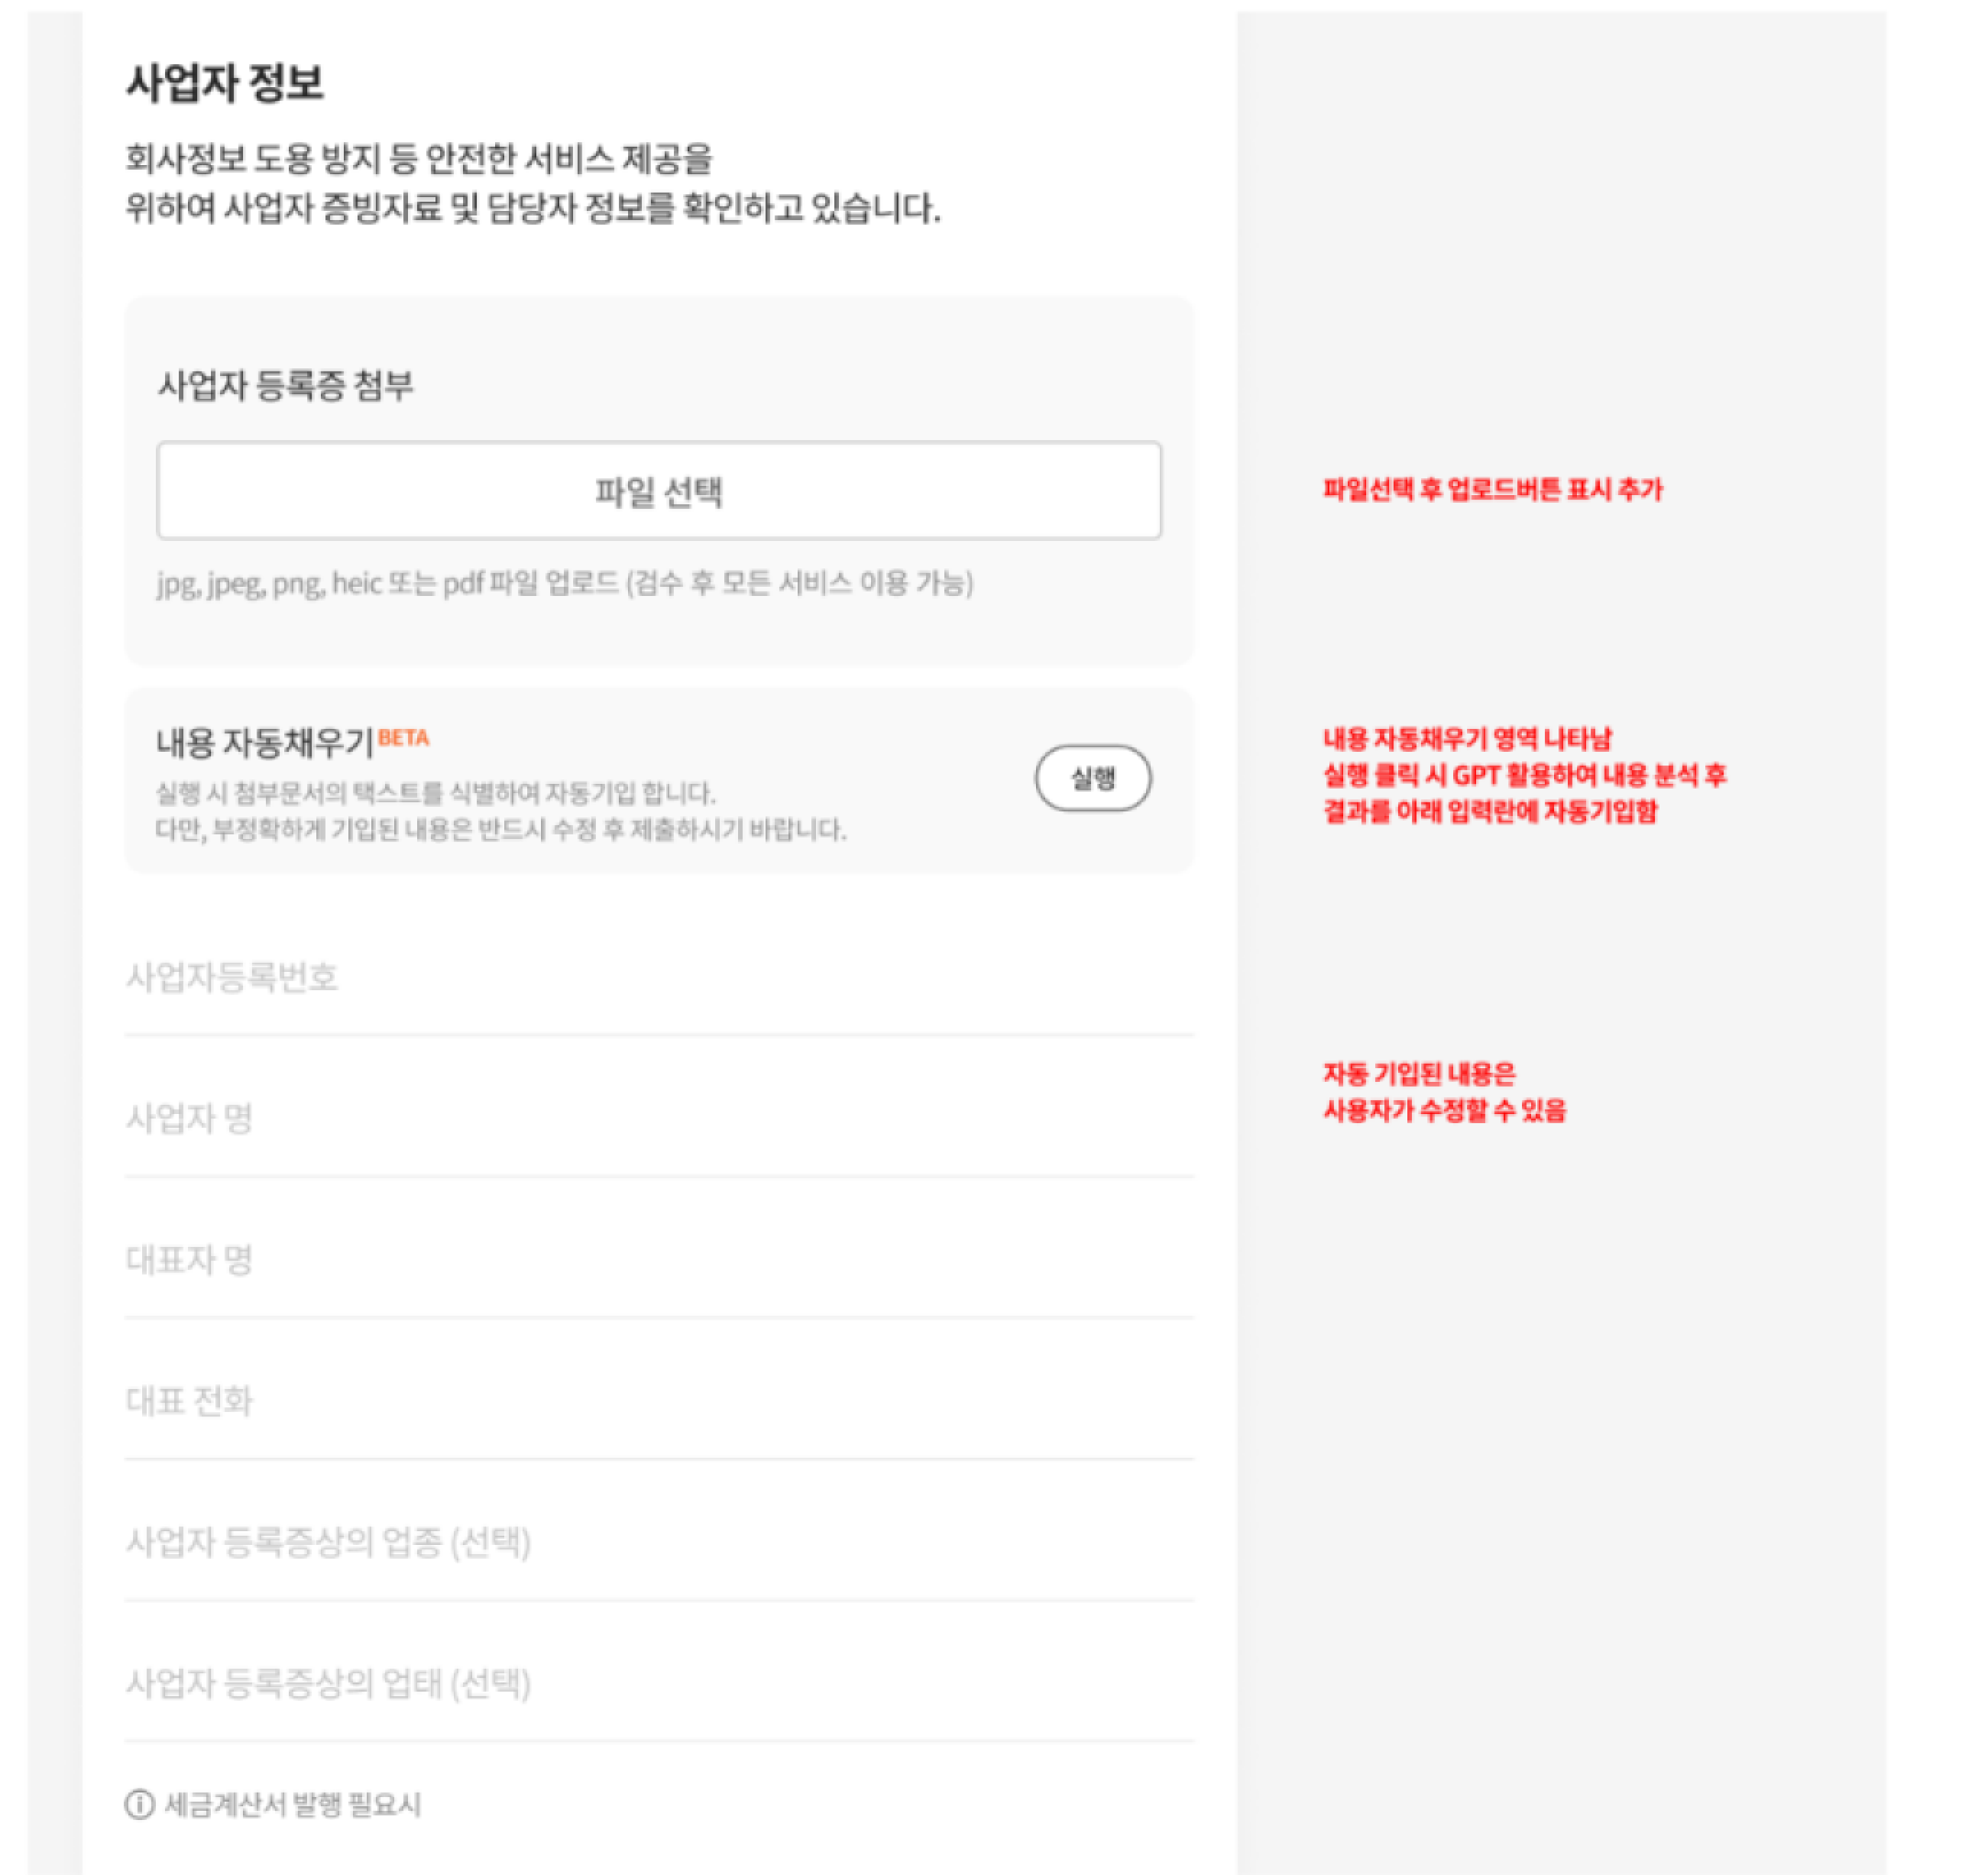 사업자 정보
회사정보 도용 방지 등 안전한 서비스 제공을
위하여 사업자 증빙자료 및 담당자 정보를 확인하고 있습니다.
사업자 등록증 첨부
파일 선택
파일선택 후 업로드버튼 표시 추가
jpg, jpeg, png, heic 또는 pdf 파일 업로드 (검수 후 모든 서비스 이용 가능)
내용 자동채우기 BETA
실행 시 첨부문서의 택스트를 식별하여 자동기입 합니다.
다만, 부정확하게 기입된 내용은 반드시 수정 후 제출하시기 바랍니다.
실행
내용 자동채우기 영역 나타남
실행 클릭 시 GPT 활용하여 내용 분석 후
결과를 아래 입력란에 자동기입함
사업자등록번호
자동 기입된 내용은
사용자가 수정할 수 있음
사업자 명
대표자 명
대표 전화
사업자 등록증상의 업종 (선택)
사업자 등록증상의 업태 (선택)
세금계산서 발행 필요시